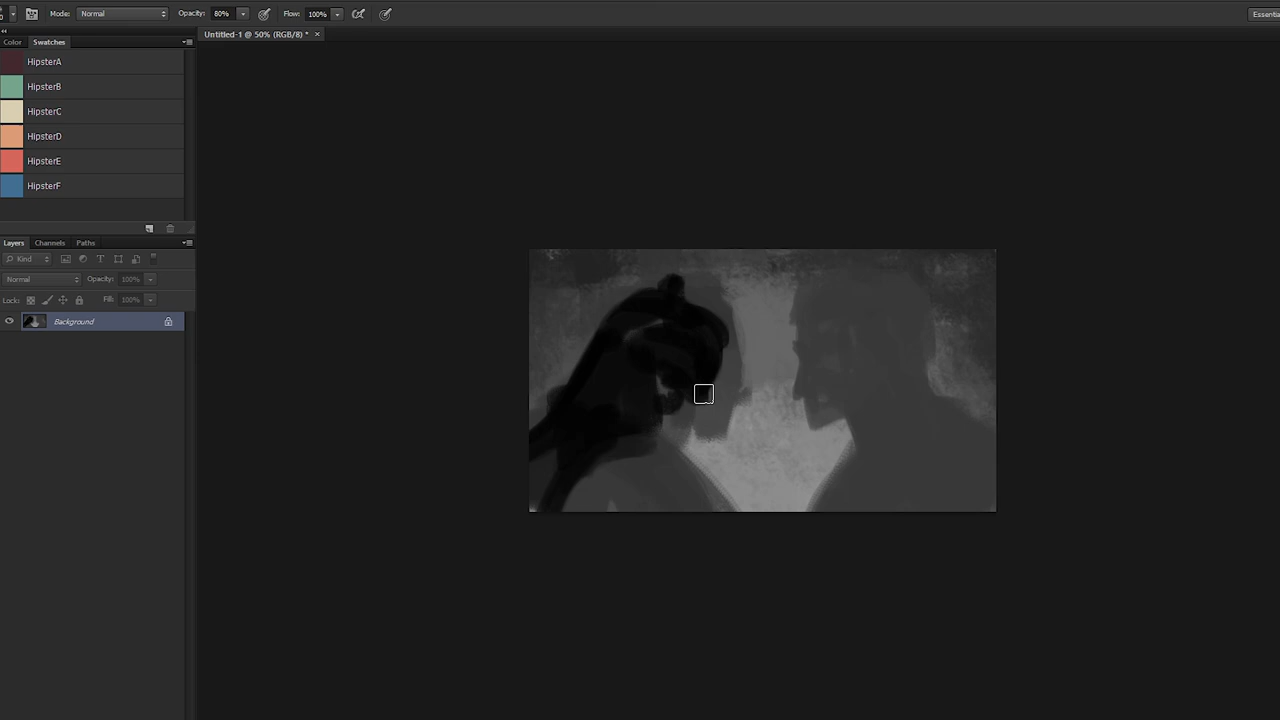 Mode: Normal Opacity: 80% Flow: 100% Essentia
Untitled-1 @ 50% (RGB/8) * ×
Color Swatches
HipsterA
HipsterB
HipsterC
HipsterD
HipsterE
HipsterF
Layers Channels Paths
Kind
Normal Opacity: 100%
Lock: Fill: 100%
Background